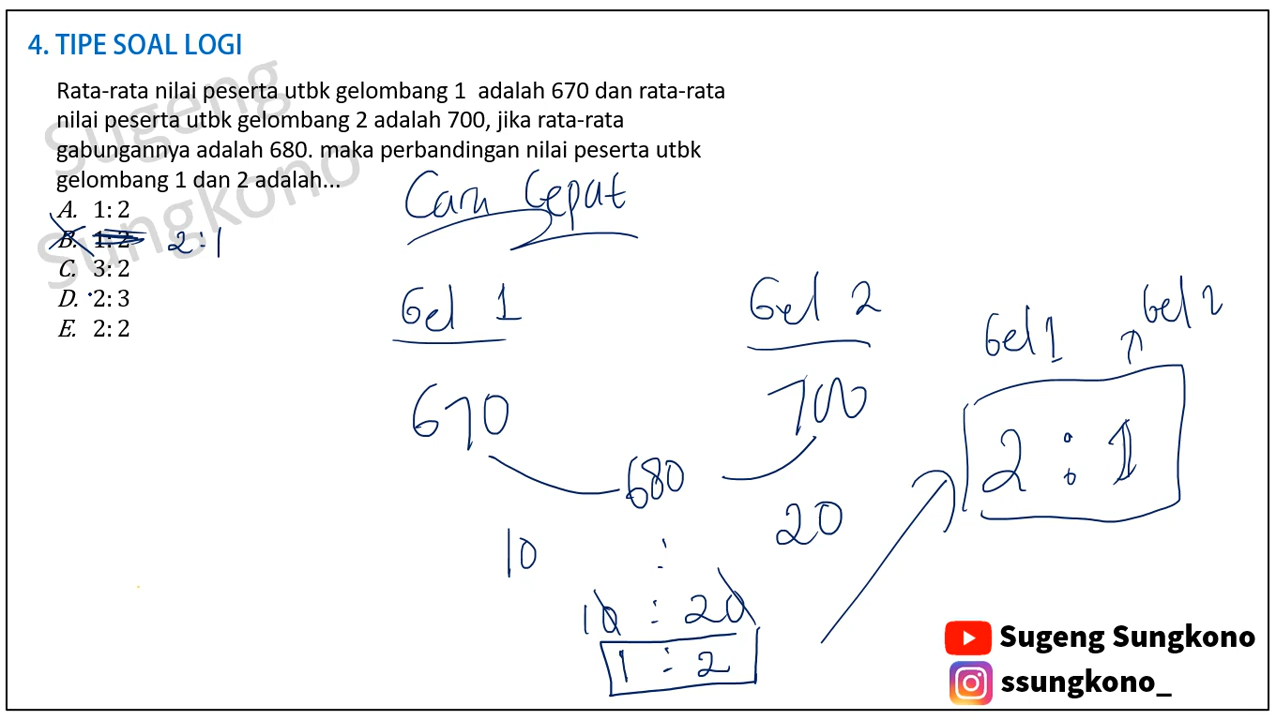 4. TIPE SOAL LOGI
Rata-rata nilai peserta utbk gelombang 1 adalah 670 dan rata-rata
nilai peserta utbk gelombang 2 adalah 700, jika rata-rata
gabungannya adalah 680. maka perbandingan nilai peserta utbk
gelombang 1 dan 2 adalah...
A. 1:2
B. 1:2 2:1
C. 3:2
D. 2:3
E. 2:2
Sugeng
Sungkono
Cara Cepat
Gel 1
Gel 2
670
700
680
10
:
20
10 : 20
1 : 2
Gel 1
Gel 2
2 : 1
Sugeng Sungkono
ssungkono_